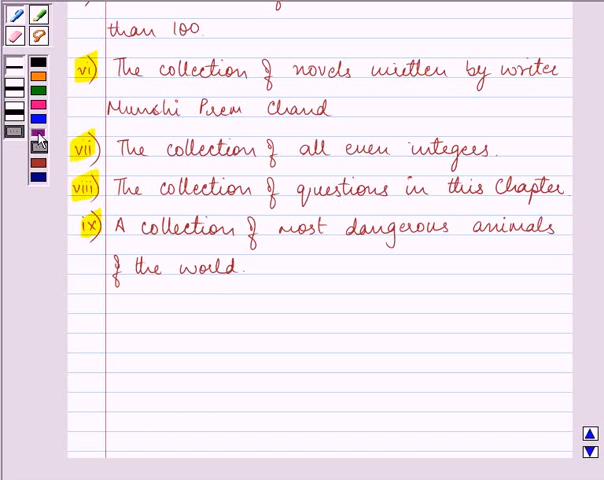 than 100.
vi) The collection of novels written by writer
Munshi Prem Chand
vii) The collection of all even integers.
viii) The collection of questions in this Chapter
ix) A collection of most dangerous animals
of the world.